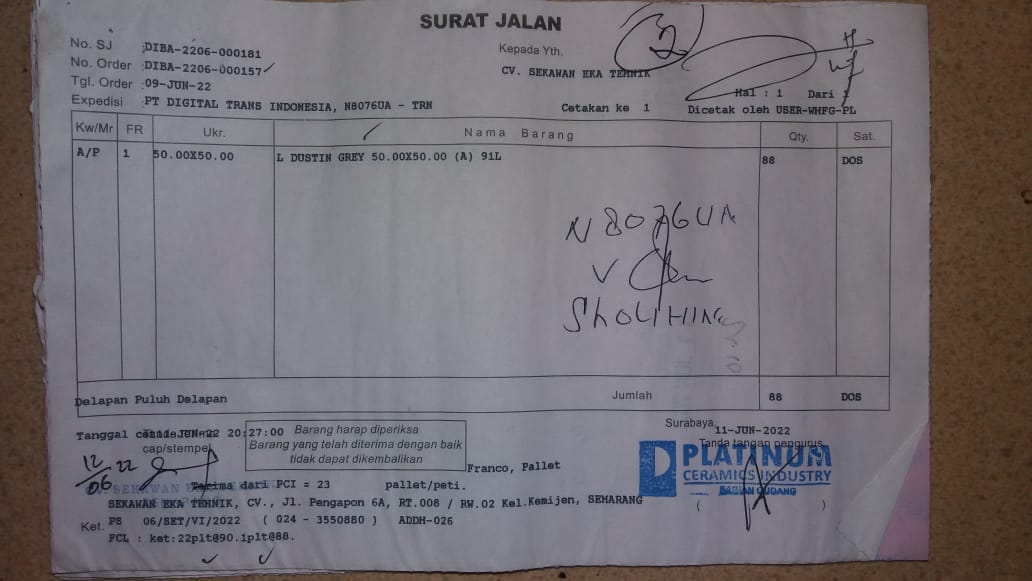 SURAT JALAN
No. SJ :DIBA-2206-000181
Kepada Yth.
No. Order :DIBA-2206-000157
CV. SEKAWAN EKA TEHNIK
Tgl. Order :09-JUN-22
Hal : 1 Dari 1
Expedisi :PT DIGITAL TRANS INDONESIA, N8076UA - TRN
Cetakan ke 1 Dicetak oleh USER-WHFG-PL
Kw/Mr FR Ukr. Nama Barang Qty. Sat.
A/P 1 50.00X50.00 L DUSTIN GREY 50.00X50.00 (A) 91L 88 DOS
N 8076UA
SHOLIHIN
Delapan Puluh Delapan Jumlah 88 DOS
Surabaya, 11-JUN-2022
Tanggal 11-JUN-22 20:27:00
Tanda tangan pengurus
cap/stempel
Barang harap diperiksa
Barang yang telah diterima dengan baik
tidak dapat dikembalikan
PLATINUM
CERAMICS INDUSTRY
BAGIAN GUDANG
12/06 22
Franco, Pallet
Terima dari PCI = 23 pallet/peti.
SEKAWAN EKA TEHNIK, CV., JL. Pengapon 6A, RT.008 / RW.02 Kel.Kemijen, SEMARANG
( )
Ket. PS 06/SET/VI/2022 ( 024 - 3550880 ) ADDH-026
FCL : ket:22plt@90.1plt@88.